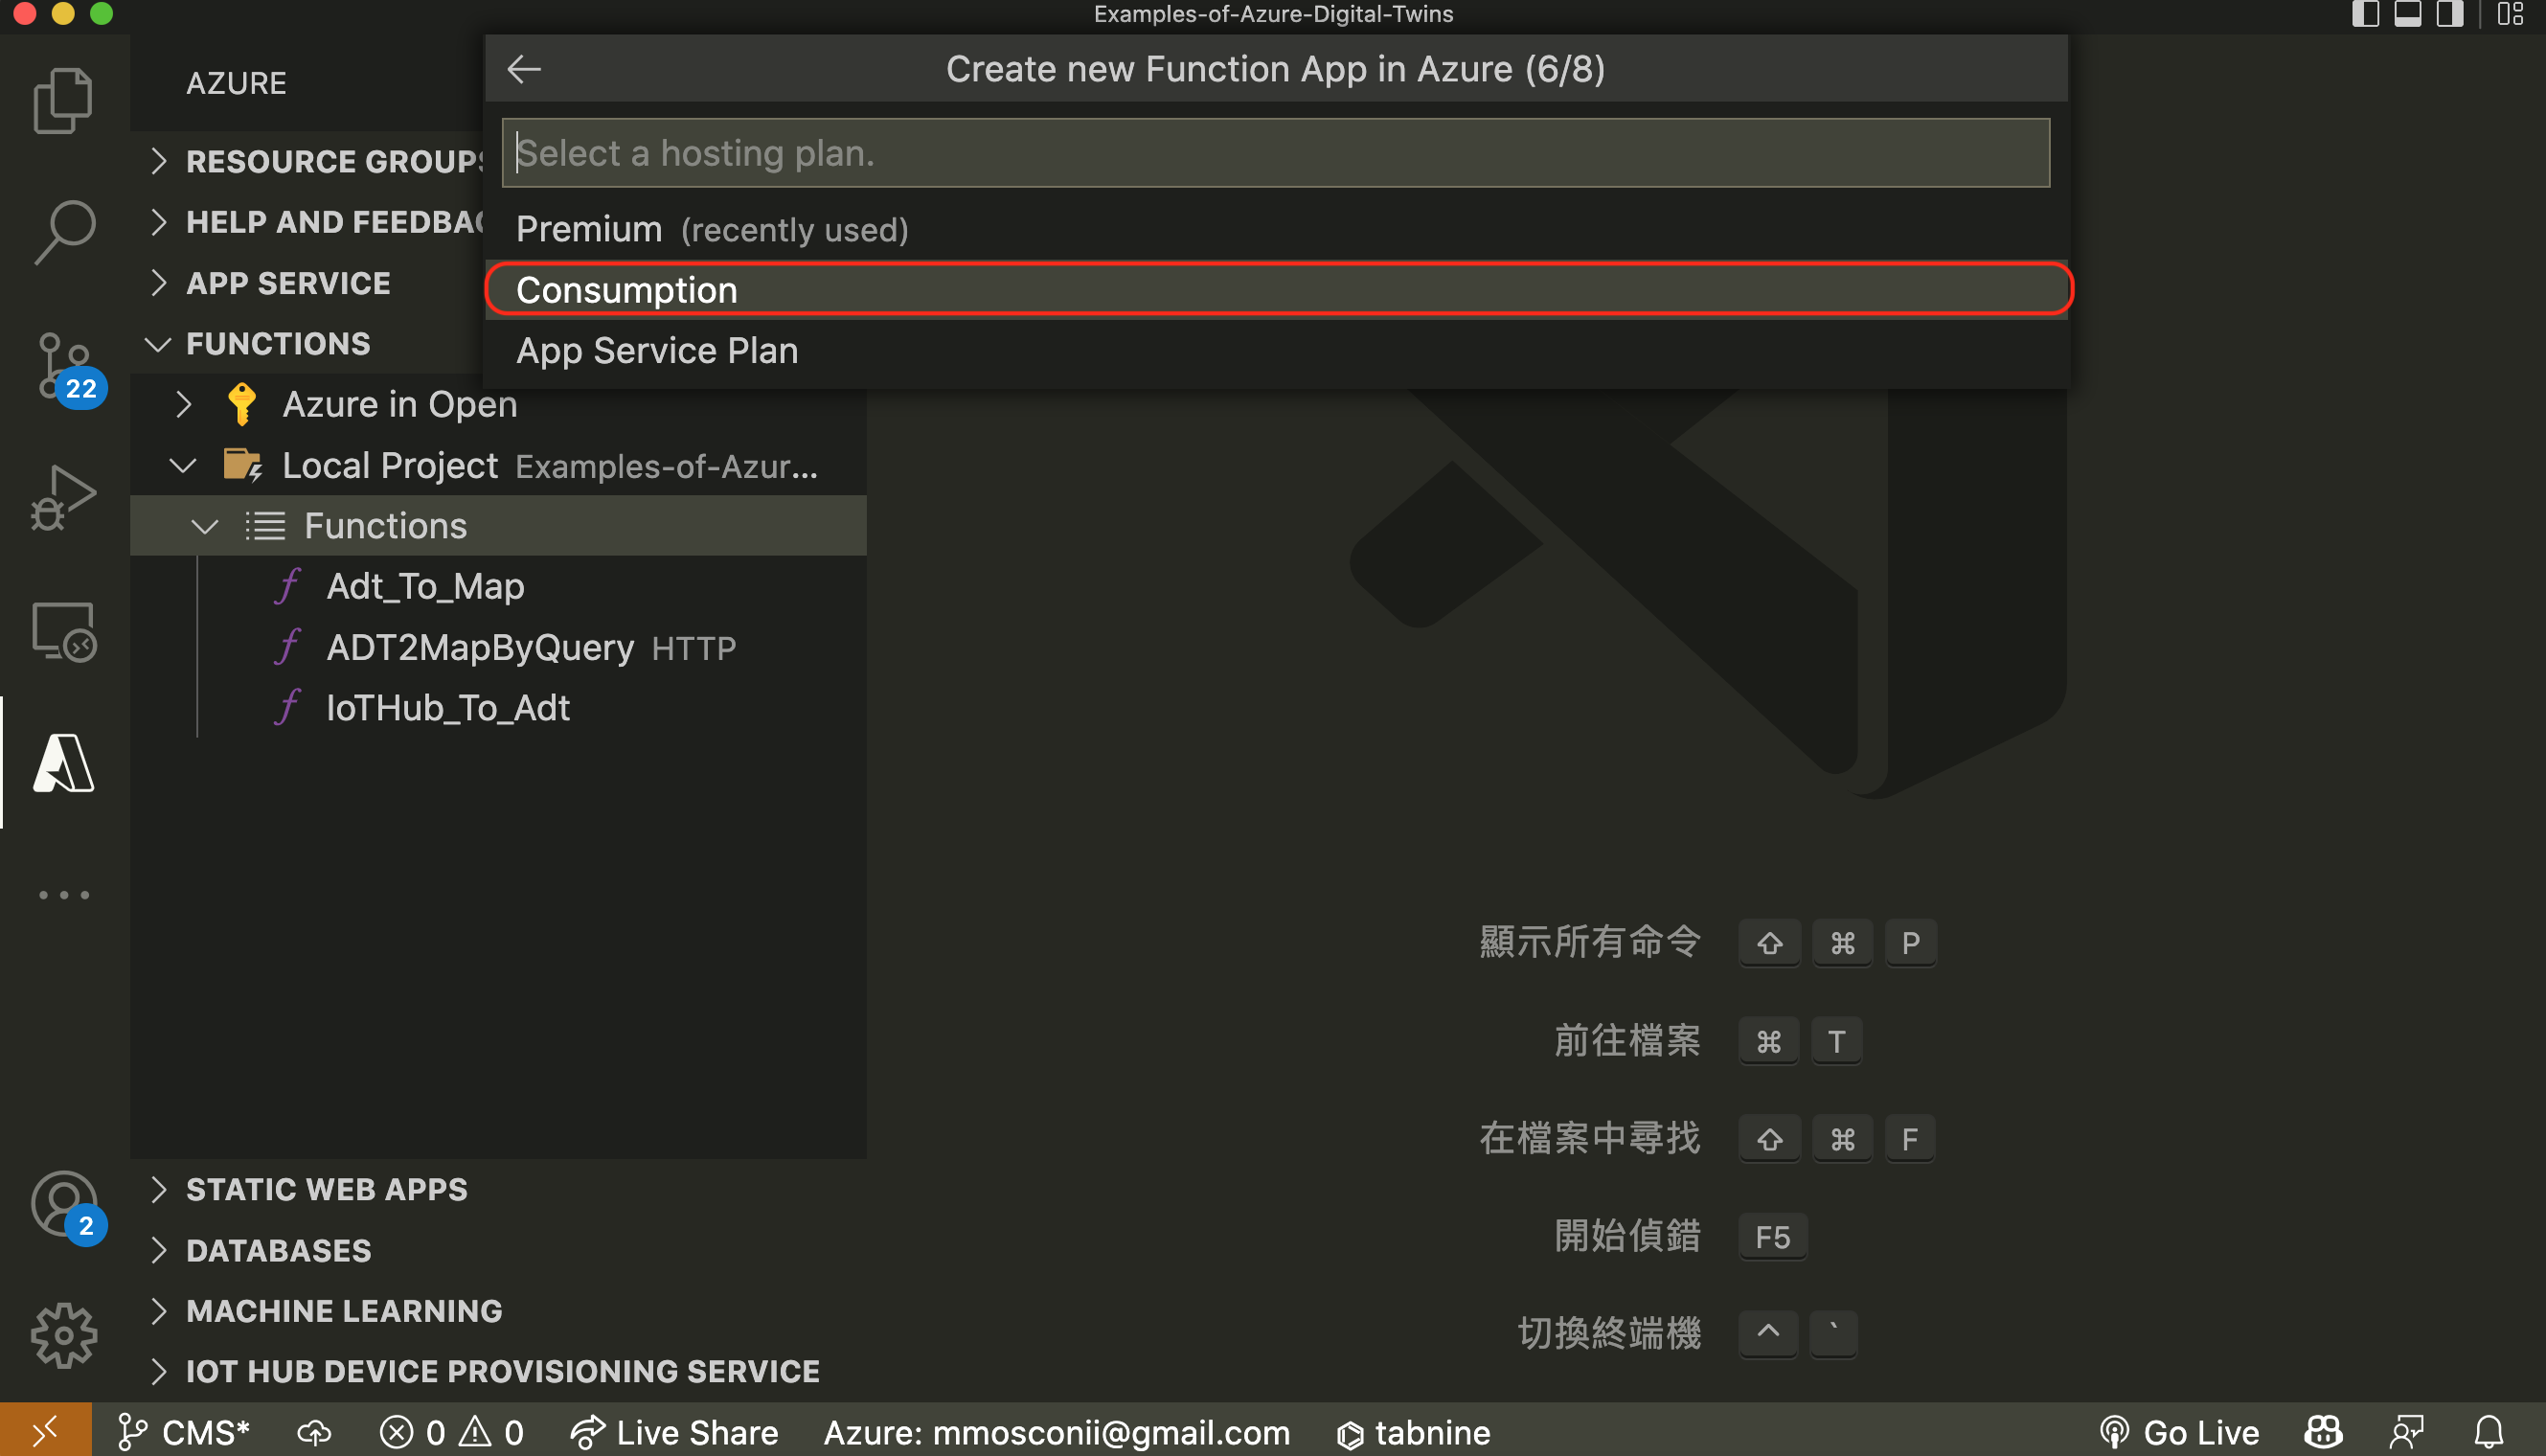 Examples-of-Azure-Digital-Twins
Create new Function App in Azure (6/8)
Select a hosting plan.
Premium (recently used)
Consumption
App Service Plan
AZURE
RESOURCE GROUPS
HELP AND FEEDBAC
APP SERVICE
FUNCTIONS
Azure in Open
Local Project Examples-of-Azur...
Functions
Adt_To_Map
ADT2MapByQuery HTTP
IoTHub_To_Adt
22
2
顯示所有命令 ⇧ ⌘ P
前往檔案 ⌘ T
在檔案中尋找 ⇧ ⌘ F
開始偵錯 F5
切換終端機 ^ `
STATIC WEB APPS
DATABASES
MACHINE LEARNING
IOT HUB DEVICE PROVISIONING SERVICE
CMS* 0 0 Live Share Azure: mmosconii@gmail.com tabnine Go Live